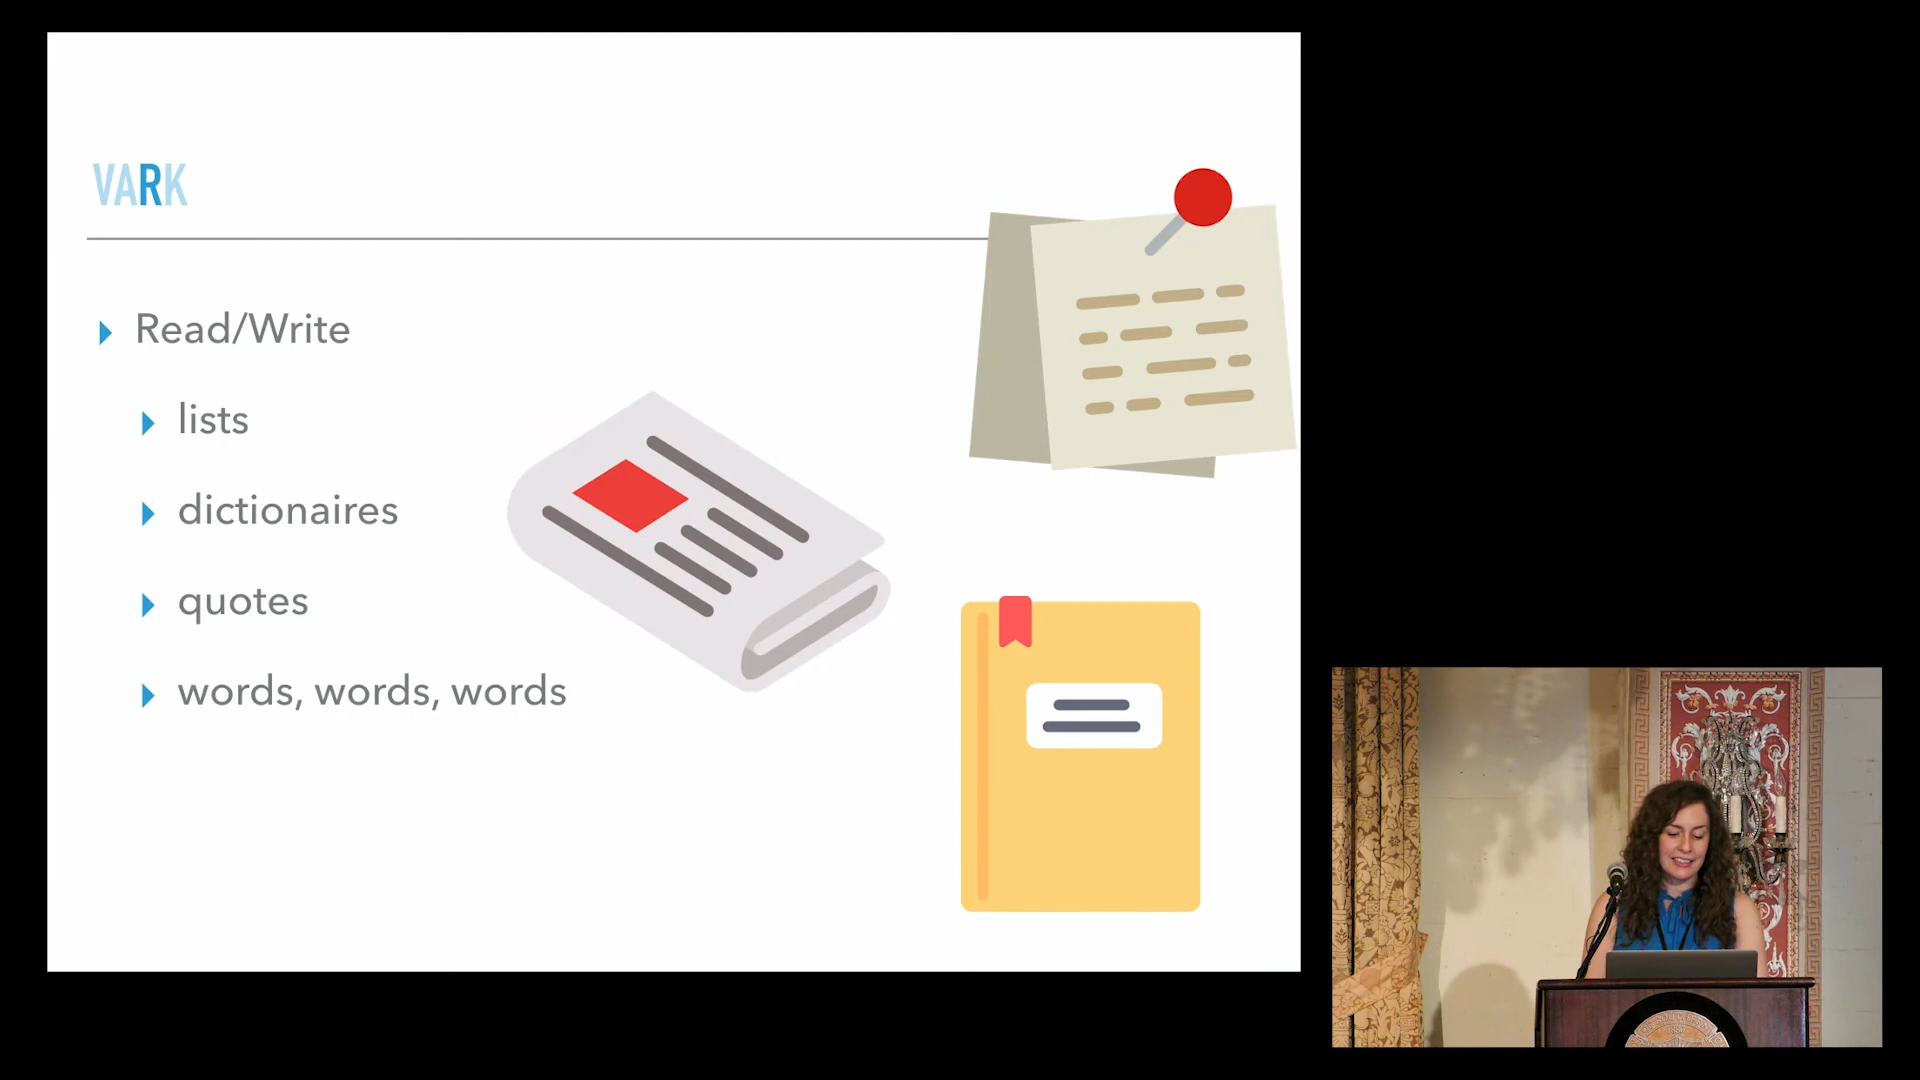 VARK
Read/Write
lists
dictionaires
quotes
words, words, words